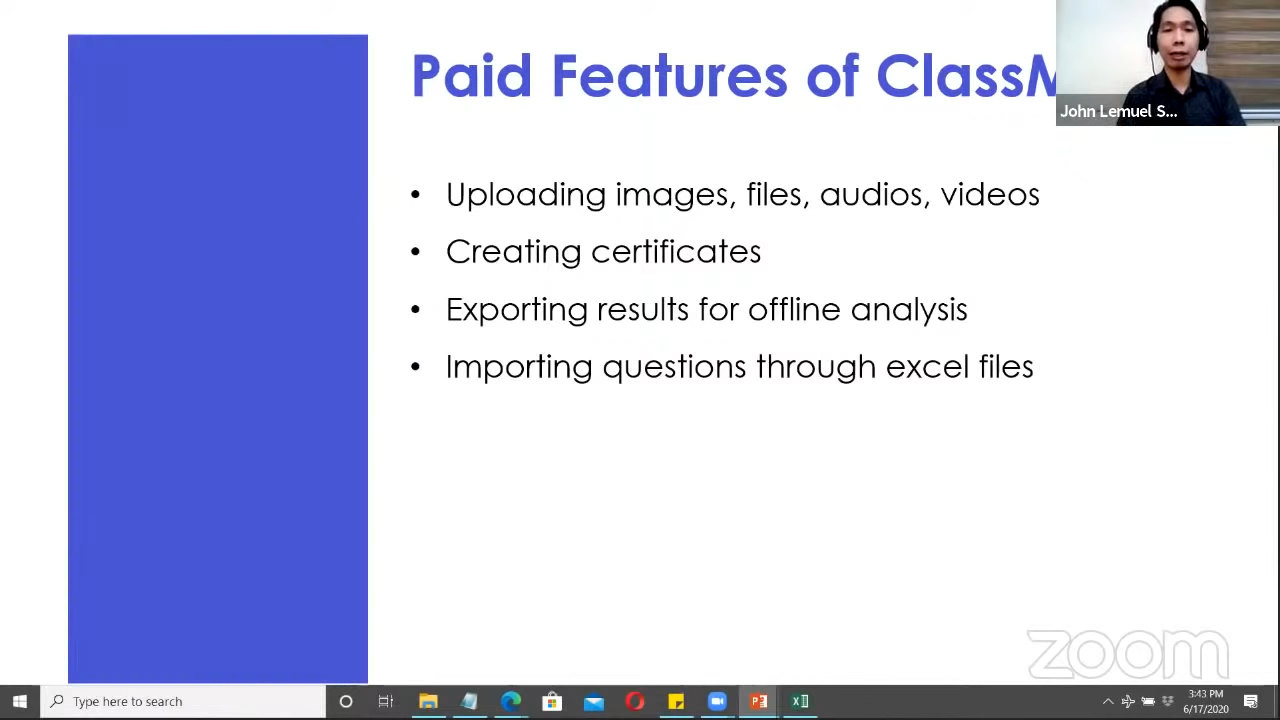 Paid Features of ClassM
John Lemuel S...
• Uploading images, files, audios, videos
• Creating certificates
• Exporting results for offline analysis
• Importing questions through excel files
zoom
Type here to search
3:43 PM
6/17/2020